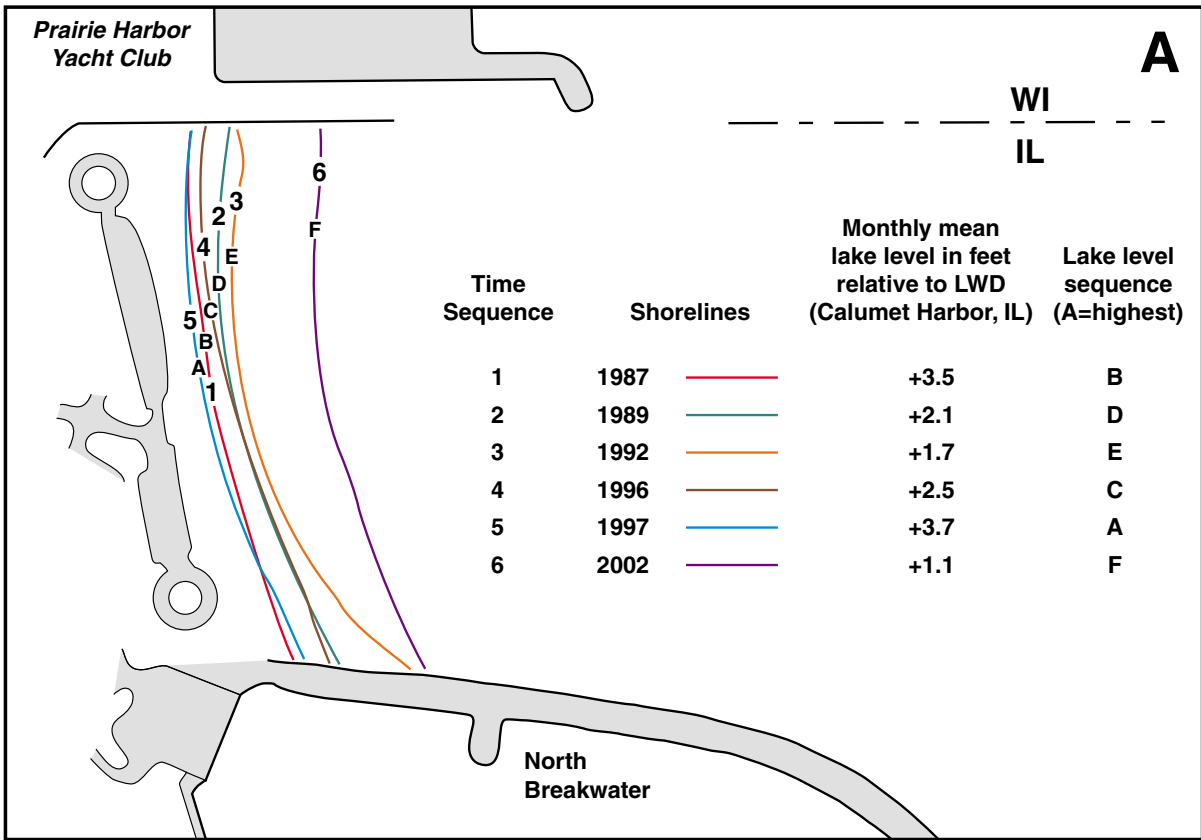 Prairie Harbor
Yacht Club
A
WI
IL
6
3
2
F
4
E
D
C
5
B
A
1
Time
Sequence
Shorelines
Monthly mean
lake level in feet
relative to LWD
(Calumet Harbor, IL)
Lake level
sequence
(A=highest)
1 1987 +3.5 B
2 1989 +2.1 D
3 1992 +1.7 E
4 1996 +2.5 C
5 1997 +3.7 A
6 2002 +1.1 F
North
Breakwater